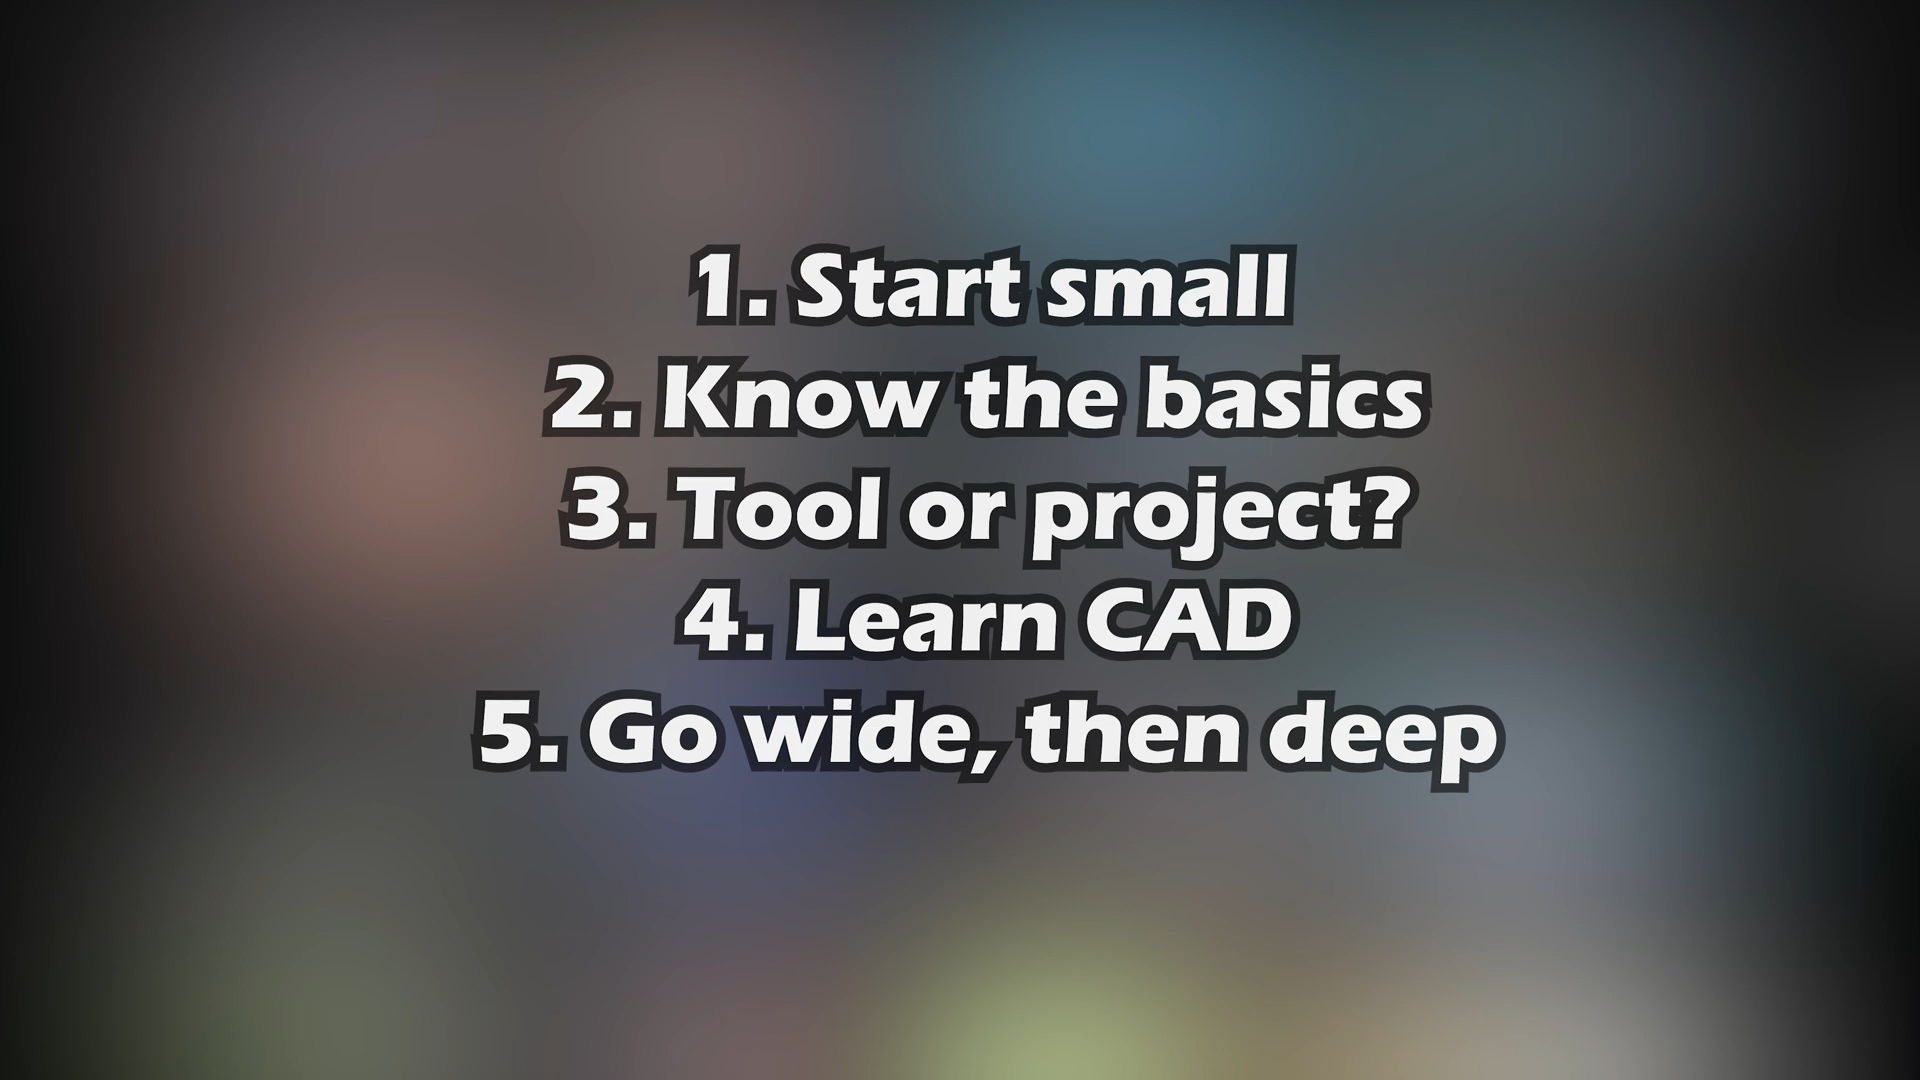 1. Start small
2. Know the basics
3. Tool or project?
4. Learn CAD
5. Go wide, then deep